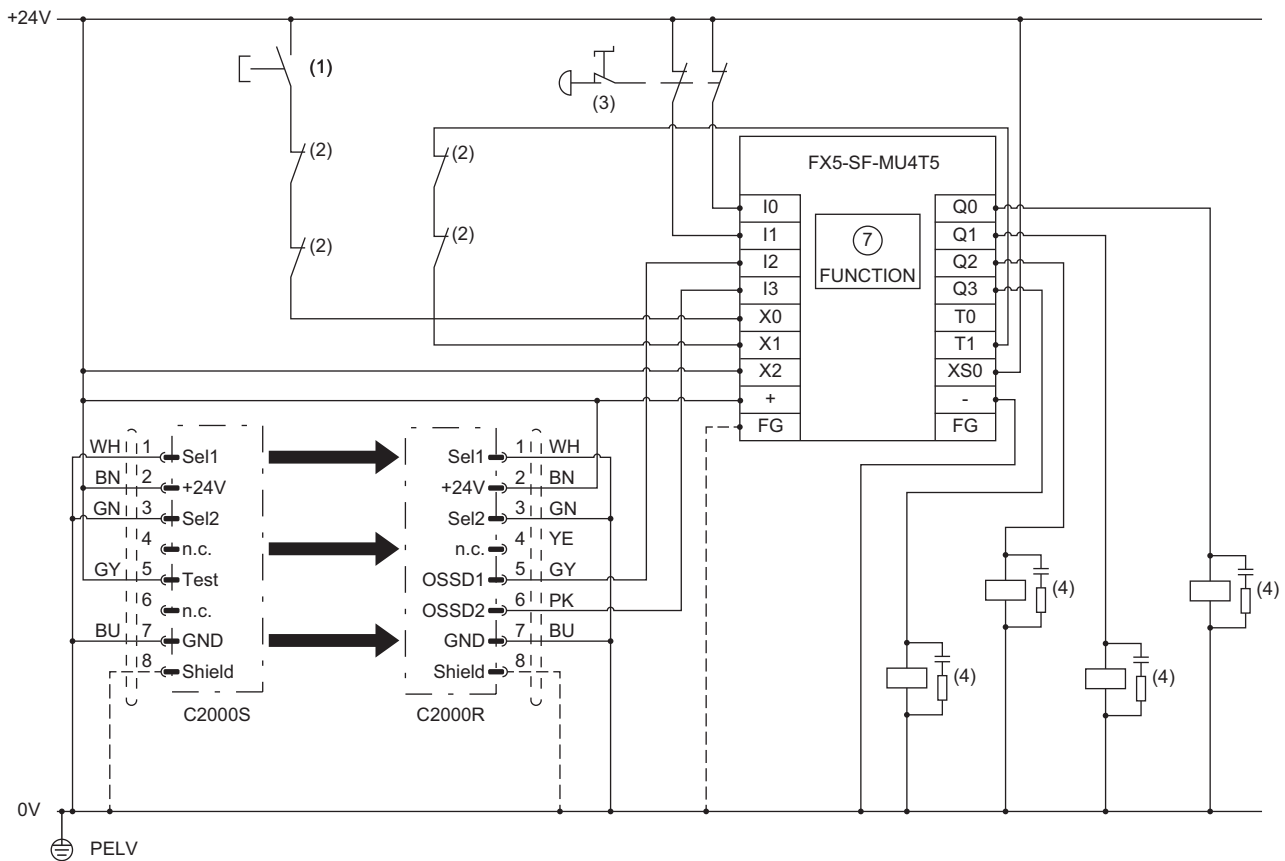 +24V
(1)
(3)
(2)
(2)
(2)
(2)
FX5-SF-MU4T5
7
FUNCTION
I0
I1
I2
I3
X0
X1
X2
+
FG
Q0
Q1
Q2
Q3
T0
T1
XS0
-
FG
WH 1 Sel1
BN 2 +24V
GN 3 Sel2
4 n.c.
GY 5 Test
6 n.c.
BU 7 GND
8 Shield
C2000S
Sel1 1 WH
+24V 2 BN
Sel2 3 GN
n.c. 4 YE
OSSD1 5 GY
OSSD2 6 PK
GND 7 BU
Shield 8
C2000R
(4)
(4)
(4)
(4)
0V
PELV